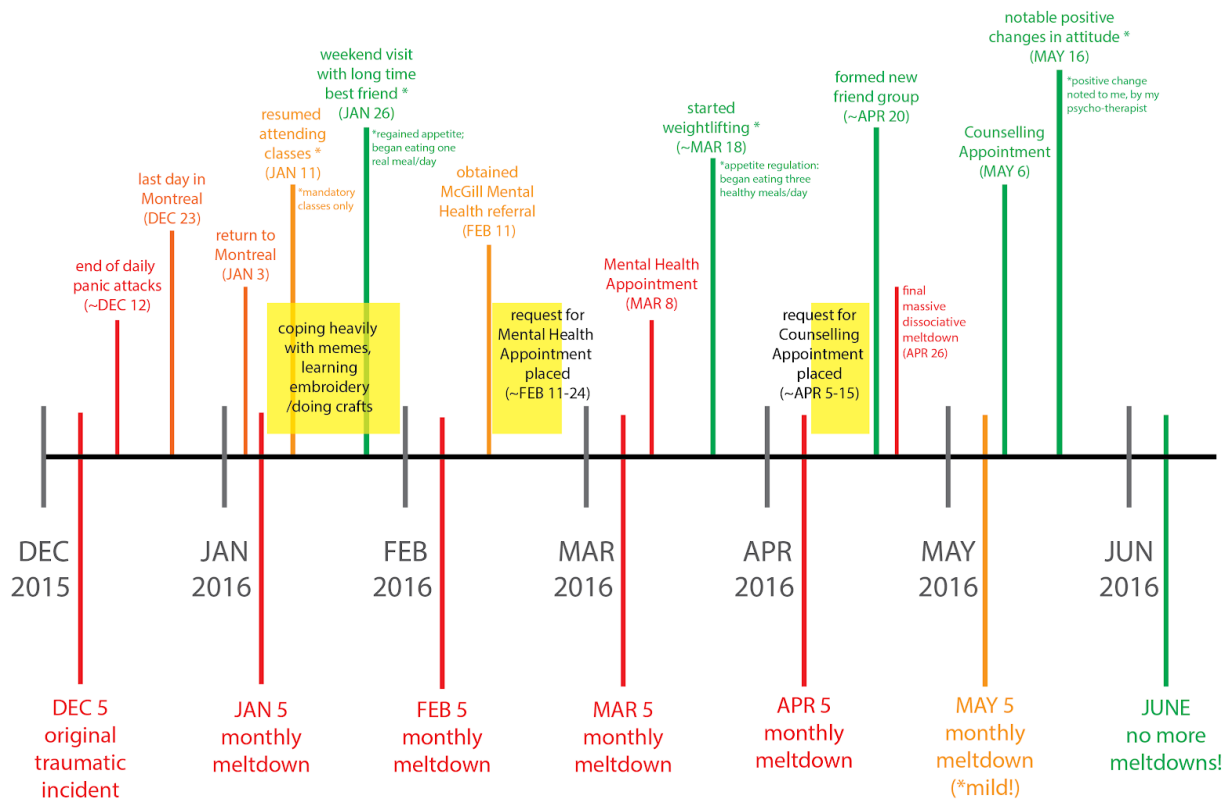 end of daily
panic attacks
(~DEC 12)
last day in
Montreal
(DEC 23)
return to
Montreal
(JAN 3)
resumed
attending
classes *
(JAN 11)
*mandatory
classes only
weekend visit
with long time
best friend *
(JAN 26)
*regained appetite;
began eating one
real meal/day
coping heavily
with memes,
learning
embroidery
/doing crafts
obtained
McGill Mental
Health referral
(FEB 11)
request for
Mental Health
Appointment
placed
(~FEB 11-24)
Mental Health
Appointment
(MAR 8)
started
weightlifting *
(~MAR 18)
*appetite regulation:
began eating three
healthy meals/day
request for
Counselling
Appointment
placed
(~APR 5-15)
formed new
friend group
(~APR 20)
final
massive
dissociative
meltdown
(APR 26)
Counselling
Appointment
(MAY 6)
notable positive
changes in attitude *
(MAY 16)
*positive change
noted to me, by my
psycho-therapist
DEC
2015
JAN
2016
FEB
2016
MAR
2016
APR
2016
MAY
2016
JUN
2016
DEC 5
original
traumatic
incident
JAN 5
monthly
meltdown
FEB 5
monthly
meltdown
MAR 5
monthly
meltdown
APR 5
monthly
meltdown
MAY 5
monthly
meltdown
(*mild!)
JUNE
no more
meltdowns!